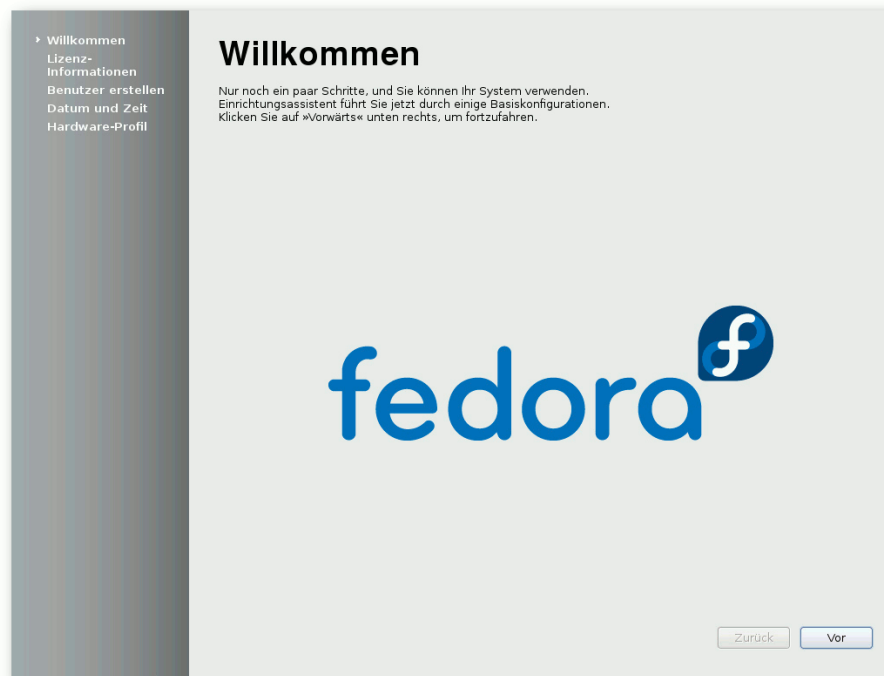 Willkommen
Lizenz-
Informationen
Benutzer erstellen
Datum und Zeit
Hardware-Profil
Willkommen
Nur noch ein paar Schritte, und Sie können Ihr System verwenden.
Einrichtungsassistent führt Sie jetzt durch einige Basiskonfigurationen.
Klicken Sie auf »Vorwärts« unten rechts, um fortzufahren.
fedora
Zurück
Vor